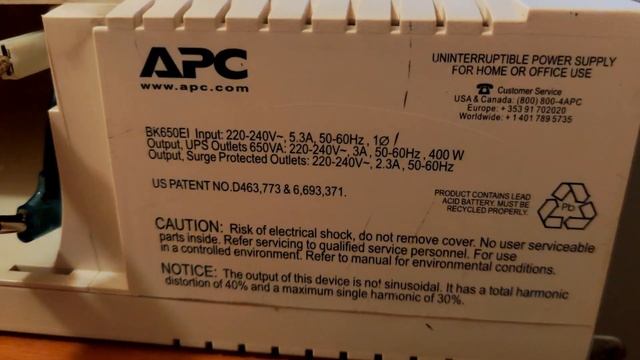 APC
www.apc.com
UNINTERRUPTIBLE POWER SUPPLY
FOR HOME OR OFFICE USE
☎ Customer Service
USA & Canada: (800) 800-4APC
Europe: +353 91 702020
Worldwide: +1 401 789 5735
BK650EI Input: 220-240V~, 5.3A, 50-60Hz, 1Ø
Output, UPS Outlets 650VA: 220-240V~, 3A, 50-60Hz, 400 W
Output, Surge Protected Outlets: 220-240V~, 2.3A, 50-60Hz
US PATENT NO.D463,773 & 6,693,371.
PRODUCT CONTAINS LEAD
ACID BATTERY. MUST BE
RECYCLED PROPERLY.
Pb
CAUTION: Risk of electrical shock, do not remove cover. No user serviceable
parts inside. Refer servicing to qualified service personnel. For use
in a controlled environment. Refer to manual for environmental conditions.
NOTICE: The output of this device is not sinusoidal. It has a total harmonic
distortion of 40% and a maximum single harmonic of 30%.